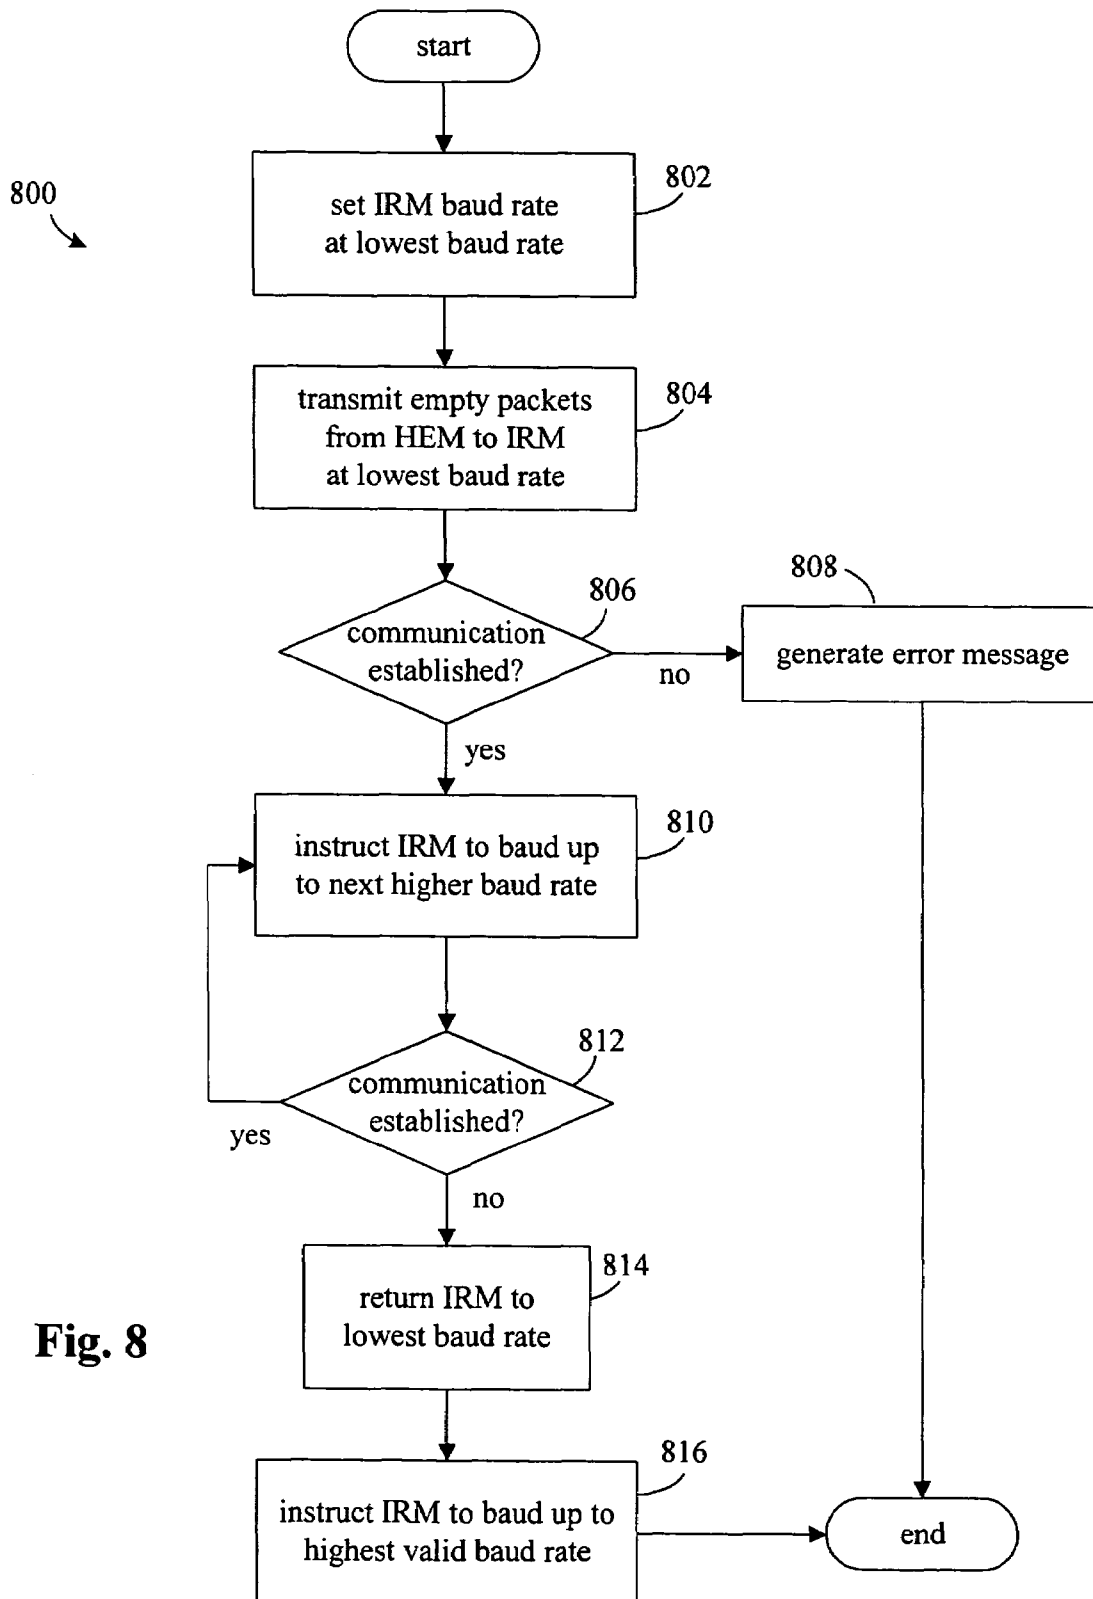 start
800
802
set IRM baud rate
at lowest baud rate
804
transmit empty packets
from HEM to IRM
at lowest baud rate
806
communication
established?
808
generate error message
no
yes
810
instruct IRM to baud up
to next higher baud rate
812
communication
established?
yes
no
814
return IRM to
lowest baud rate
Fig. 8
816
instruct IRM to baud up to
highest valid baud rate
end